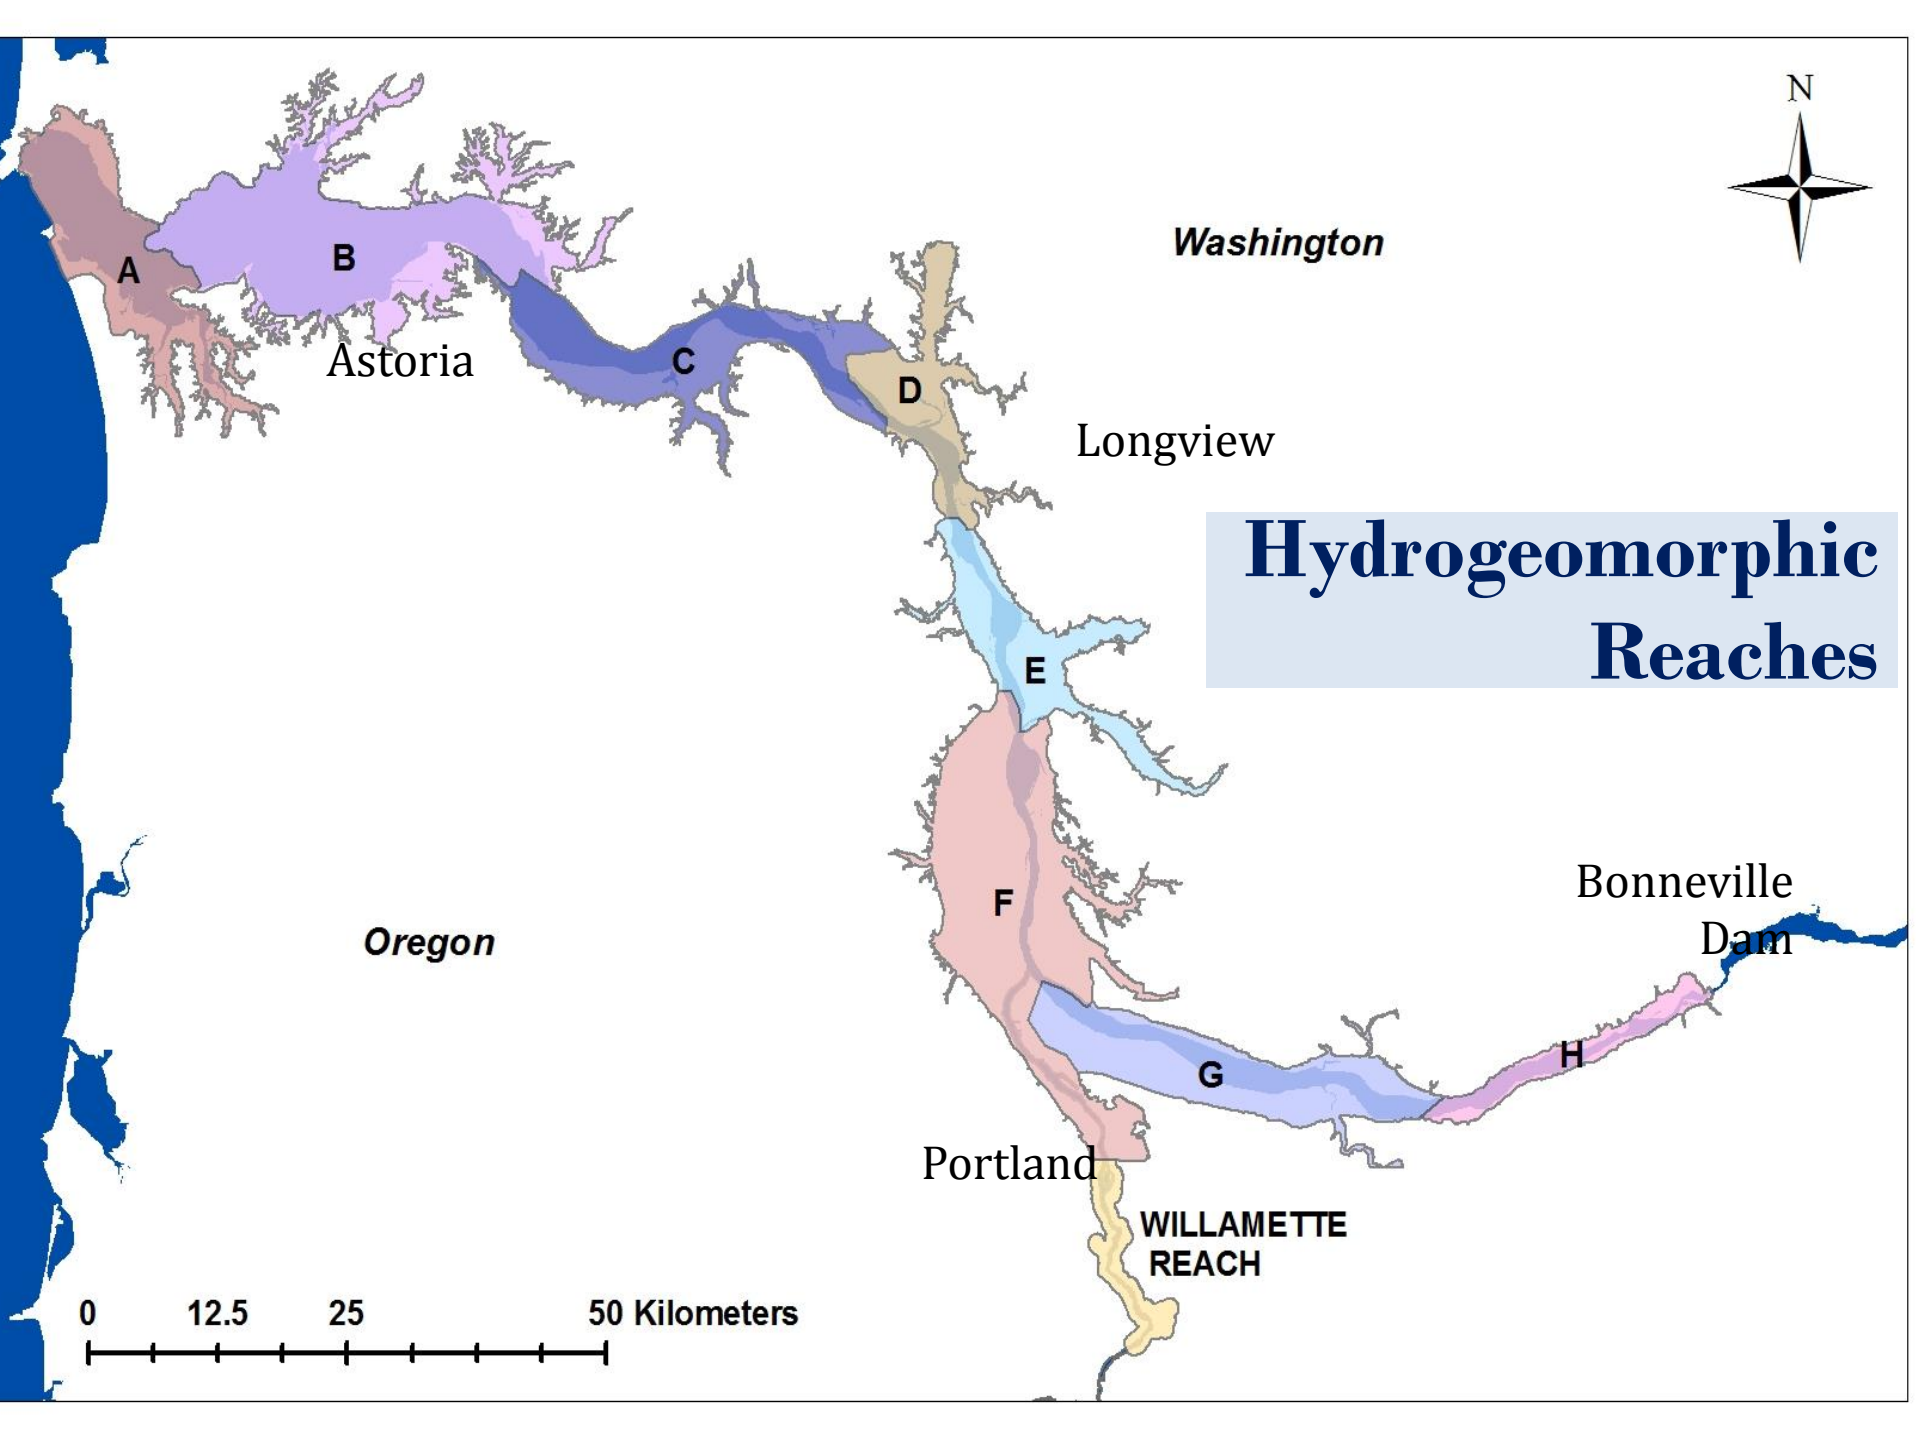 N
Washington
B
A
Astoria
C
D
Longview
Hydrogeomorphic
Reaches
E
Bonneville
Dam
F
Oregon
H
G
Portland
WILLAMETTE
REACH
0 12.5 25 50 Kilometers